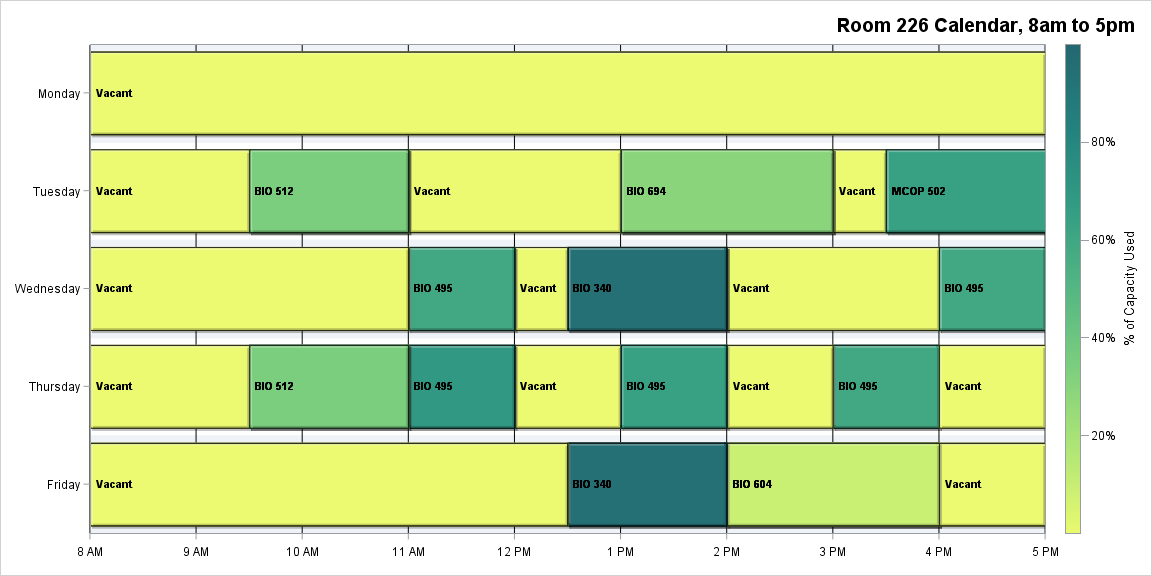 Room 226 Calendar, 8am to 5pm
Monday
Vacant
Tuesday
Vacant
BIO 512
Vacant
BIO 694
Vacant
MCOP 502
Wednesday
Vacant
BIO 495
Vacant
BIO 340
Vacant
BIO 495
Thursday
Vacant
BIO 512
BIO 495
Vacant
BIO 495
Vacant
BIO 495
Vacant
Friday
Vacant
BIO 340
BIO 604
Vacant
8 AM
9 AM
10 AM
11 AM
12 PM
1 PM
2 PM
3 PM
4 PM
5 PM
80%
60%
40%
20%
% of Capacity Used